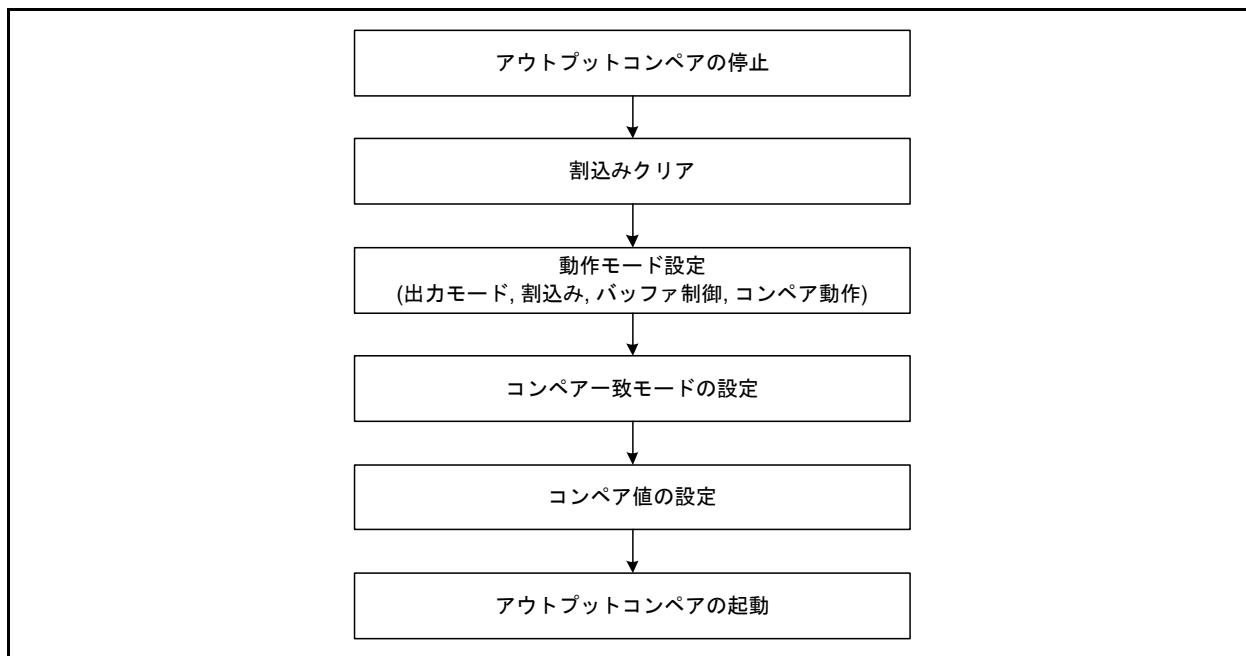 アウトプットコンペアの停止
割込みクリア
動作モード設定
(出力モード, 割込み, バッファ制御, コンペア動作)
コンペア一致モードの設定
コンペア値の設定
アウトプットコンペアの起動